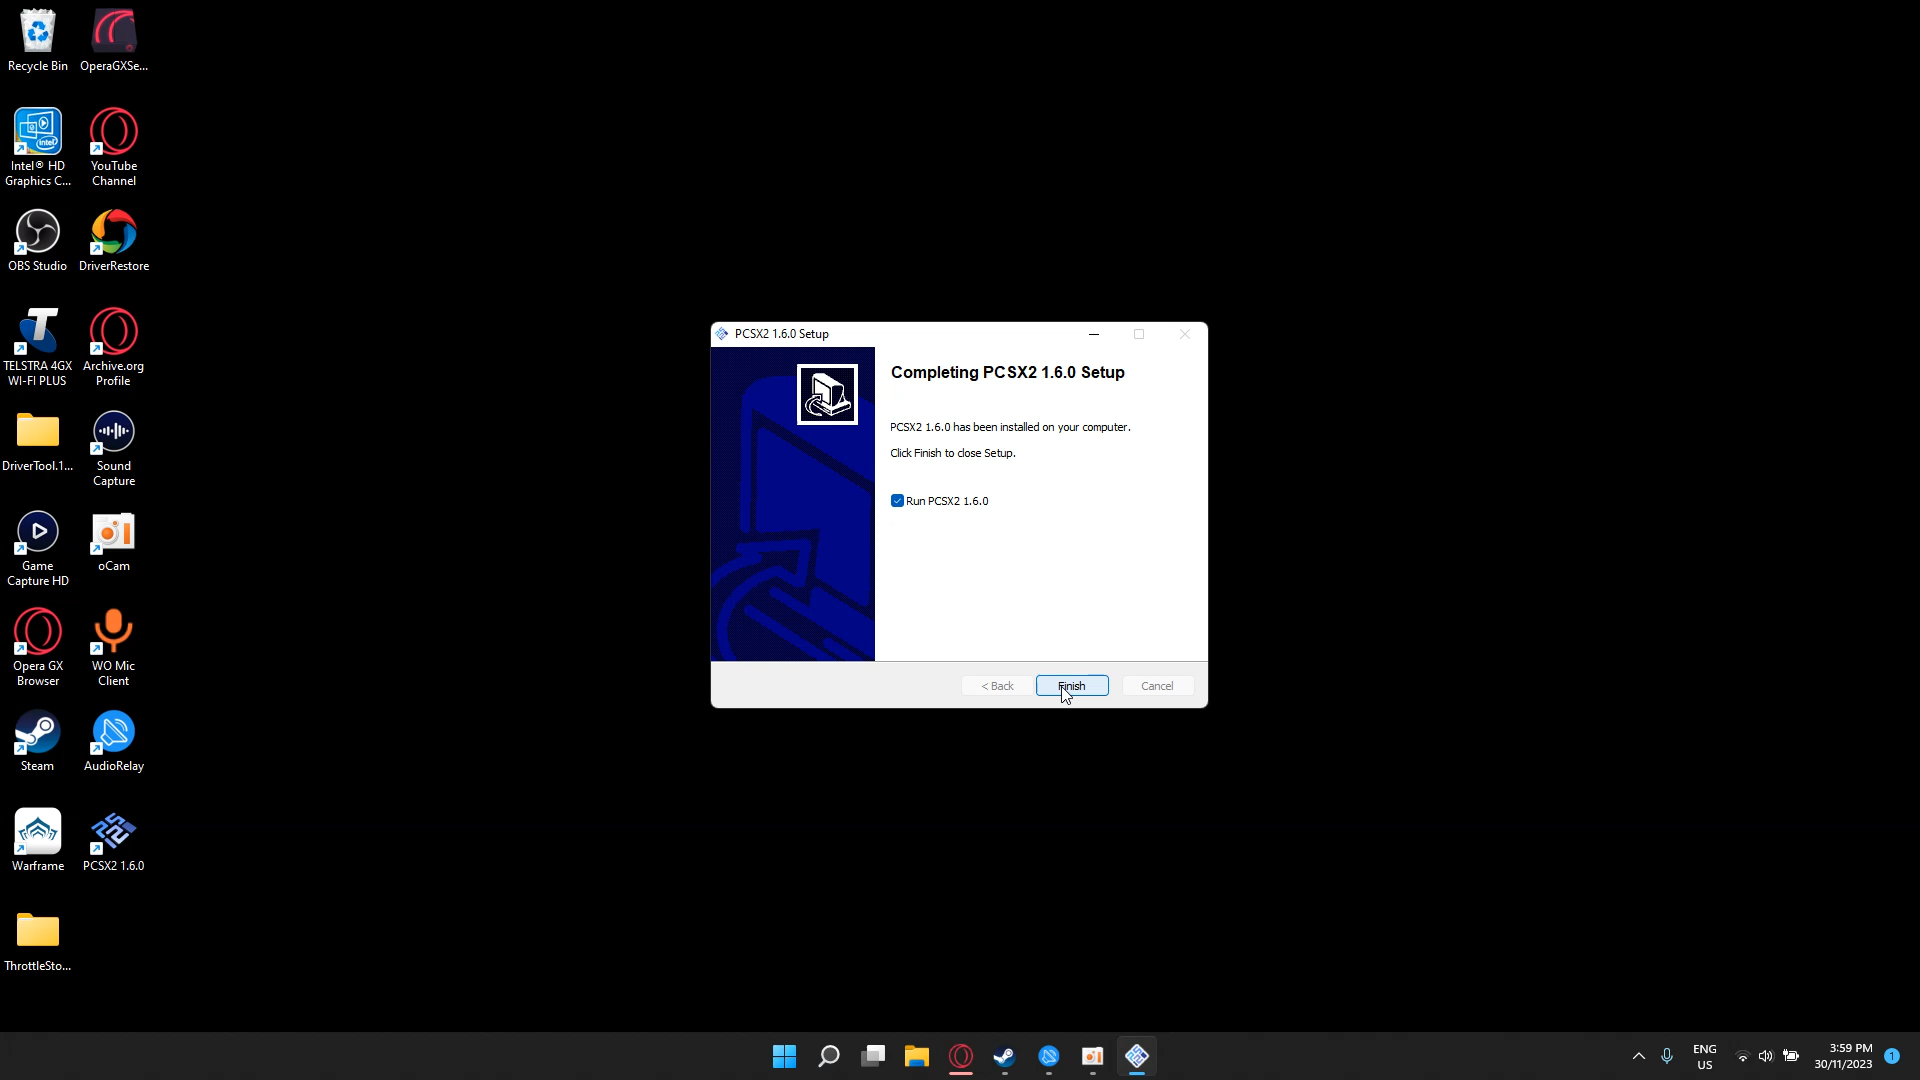 Recycle Bin
OperaGXSe...
Intel® HD
Graphics C...
YouTube
Channel
OBS Studio
DriverRestore
TELSTRA 4GX
WI-FI PLUS
Archive.org
Profile
DriverTool.1...
Sound
Capture
Game
Capture HD
oCam
Opera GX
Browser
WO Mic
Client
Steam
AudioRelay
Warframe
PCSX2 1.6.0
ThrottleSto...
PCSX2 1.6.0 Setup
Completing PCSX2 1.6.0 Setup
PCSX2 1.6.0 has been installed on your computer.
Click Finish to close Setup.
Run PCSX2 1.6.0
< Back
Finish
Cancel
ENG
US
3:59 PM
30/11/2023
1